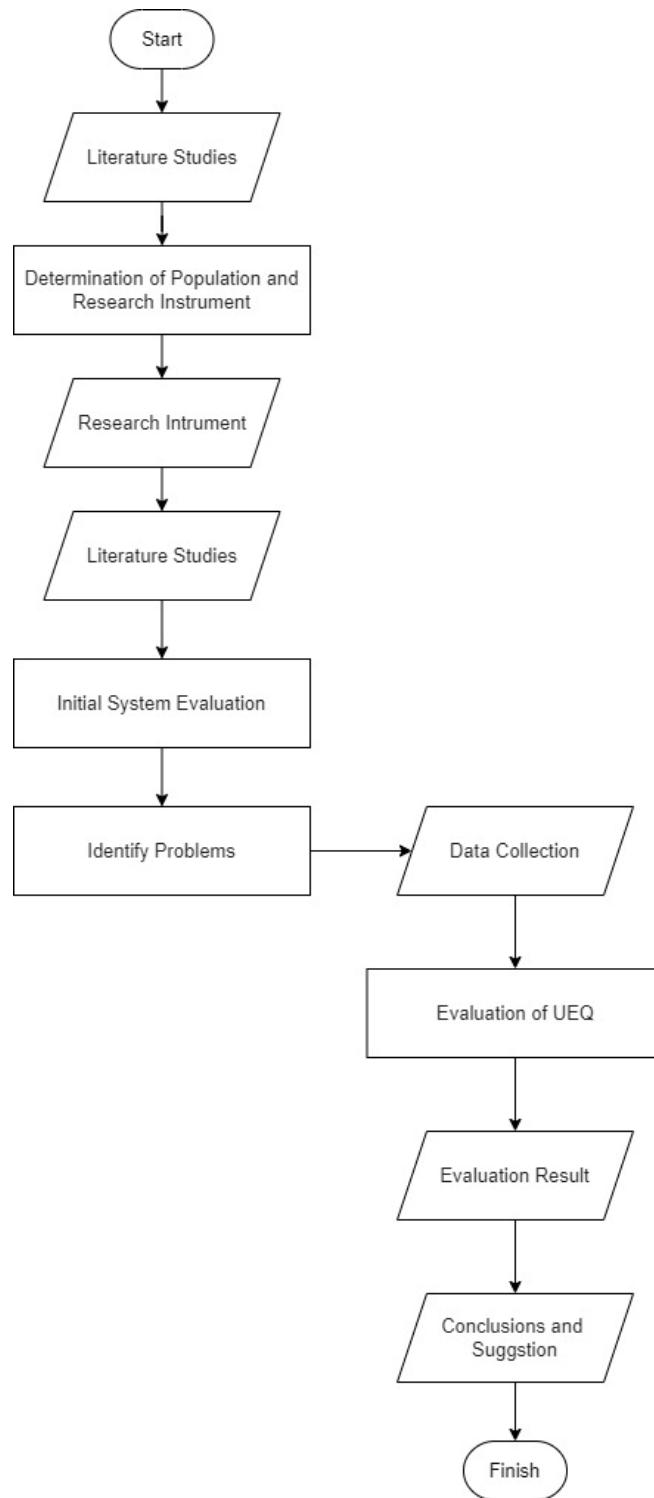 Start
Literature Studies
Determination of Population and
Research Instrument
Research Intrument
Literature Studies
Initial System Evaluation
Identify Problems
Data Collection
Evaluation of UEQ
Evaluation Result
Conclusions and
Suggstion
Finish